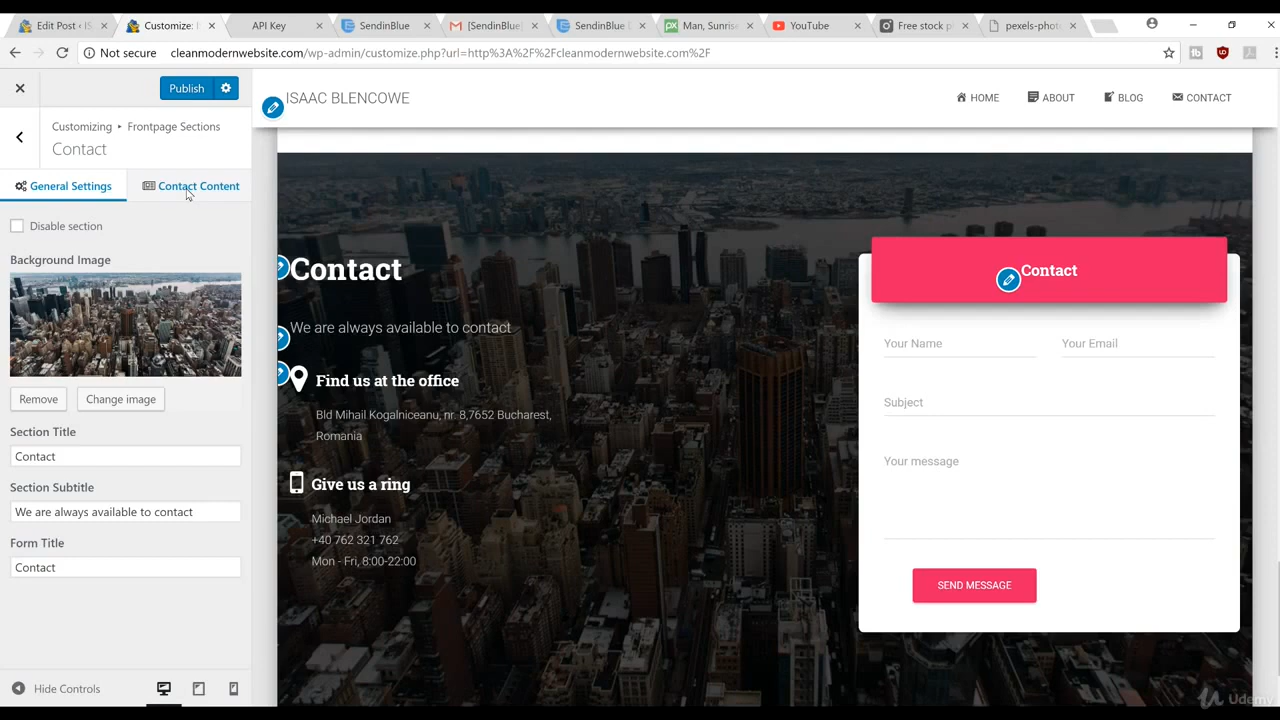 Edit Post ‹ IS
Customize: I
API Key
SendinBlue
[SendinBlue]
SendinBlue
Man, Sunris
YouTube
Free stock p
pexels-phot
Not secure
cleanmodernwebsite.com/wp-admin/customize.php?url=http%3A%2F%2Fcleanmodernwebsite.com%2F
Publish
Customizing ▸ Frontpage Sections
Contact
General Settings
Contact Content
Disable section
Background Image
Remove
Change image
Section Title
Contact
Section Subtitle
We are always available to contact
Form Title
Contact
Hide Controls
ISAAC BLENCOWE
HOME
ABOUT
BLOG
CONTACT
Contact
We are always available to contact
Find us at the office
Bld Mihail Kogalniceanu, nr. 8,7652 Bucharest,
Romania
Give us a ring
Michael Jordan
+40 762 321 762
Mon - Fri, 8:00-22:00
Contact
Your Name
Your Email
Subject
Your message
SEND MESSAGE
Udemy